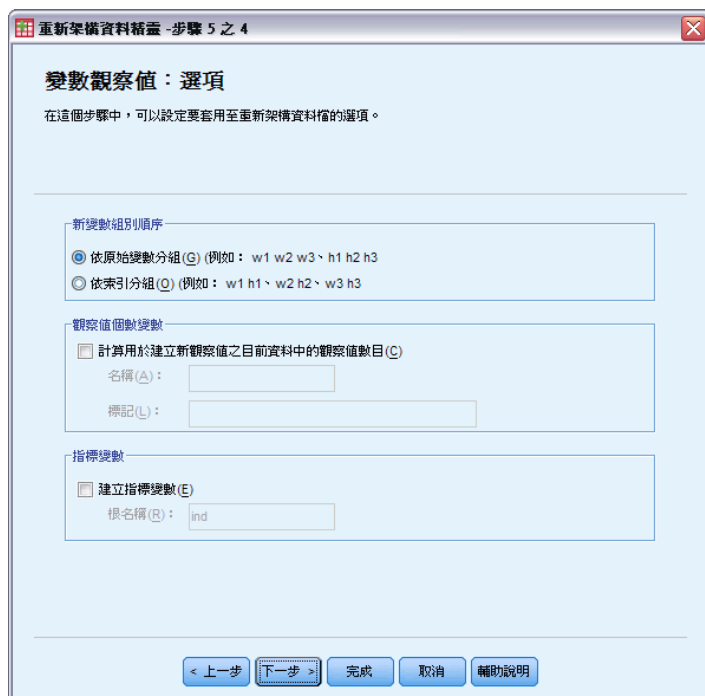 重新架構資料精靈 -步驟 5 之 4
變數觀察值：選項
在這個步驟中，可以設定要套用至重新架構資料檔的選項。
新變數組別順序
依原始變數分組(G) (例如： w1 w2 w3、h1 h2 h3
依索引分組(O) (例如： w1 h1、w2 h2、w3 h3
觀察值個數變數
計算用於建立新觀察值之目前資料中的觀察值數目(C)
名稱(A)：
標記(L)：
指標變數
建立指標變數(E)
根名稱(R)： ind
< 上一步 下一步 > 完成 取消 輔助說明